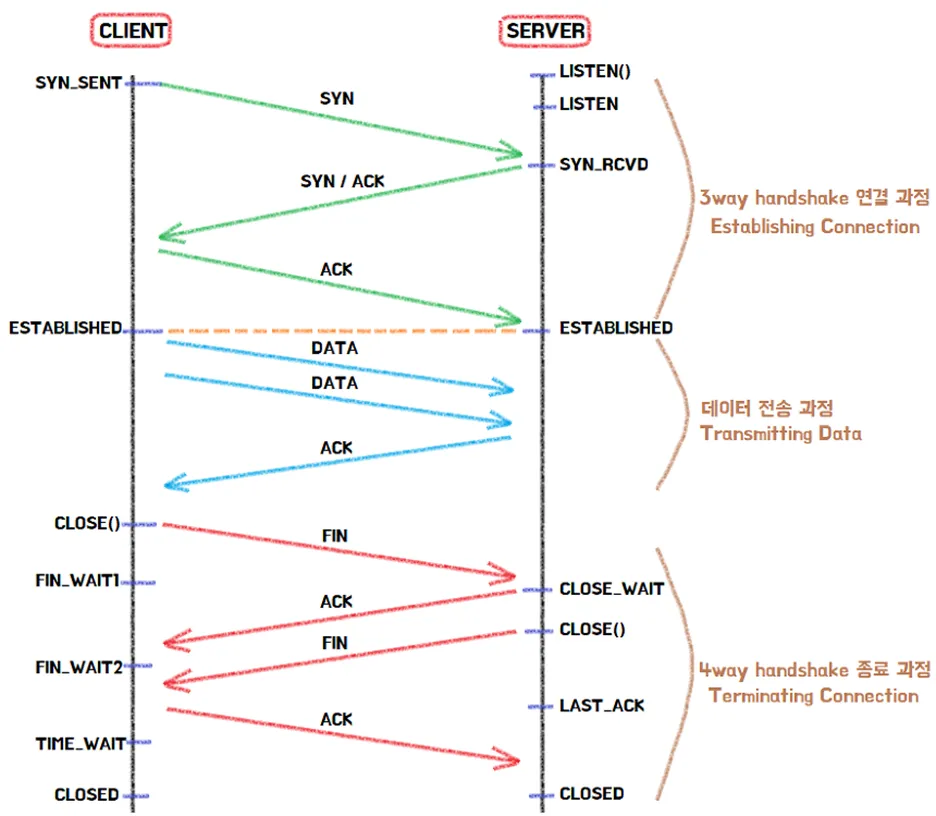 CLIENT
SERVER
SYN_SENT
LISTEN()
LISTEN
SYN
SYN_RCVD
SYN / ACK
3way handshake 연결 과정
Establishing Connection
ACK
ESTABLISHED
ESTABLISHED
DATA
DATA
데이터 전송 과정
Transmitting Data
ACK
CLOSE()
FIN
FIN_WAIT1
CLOSE_WAIT
ACK
CLOSE()
FIN
FIN_WAIT2
4way handshake 종료 과정
Terminating Connection
LAST_ACK
ACK
TIME_WAIT
CLOSED
CLOSED